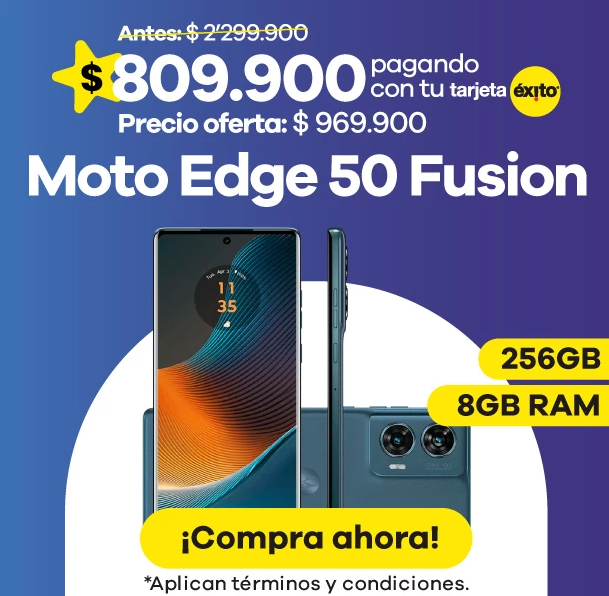 Antes: $ 2'299.900
$ 809.900 pagando con tu tarjeta éxito
Precio oferta: $ 969.900
Moto Edge 50 Fusion
11
35
256GB
8GB RAM
¡Compra ahora!
*Aplican términos y condiciones.